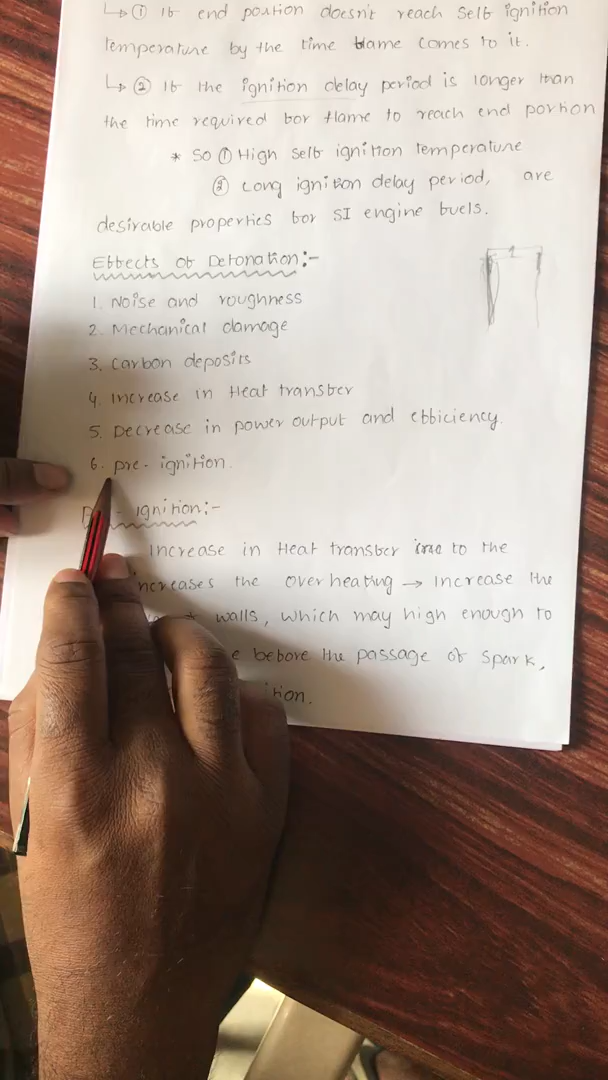 ↳ ① If end portion doesn't reach self ignition
temperature by the time flame comes to it.
↳ ② If the ignition delay period is longer than
the time required for flame to reach end portion
* So ① High self ignition temperature
② Long ignition delay period, are
desirable properties for SI engine fuels.
Effects of Detonation:-
1. Noise and roughness
2. Mechanical damage
3. Carbon deposits
4. Increase in Heat transfer
5. Decrease in power output and efficiency.
6. pre-ignition.
ignition:-
Increase in Heat transfer to the
increases the overheating → Increase the
walls, which may high enough to
before the passage of spark,